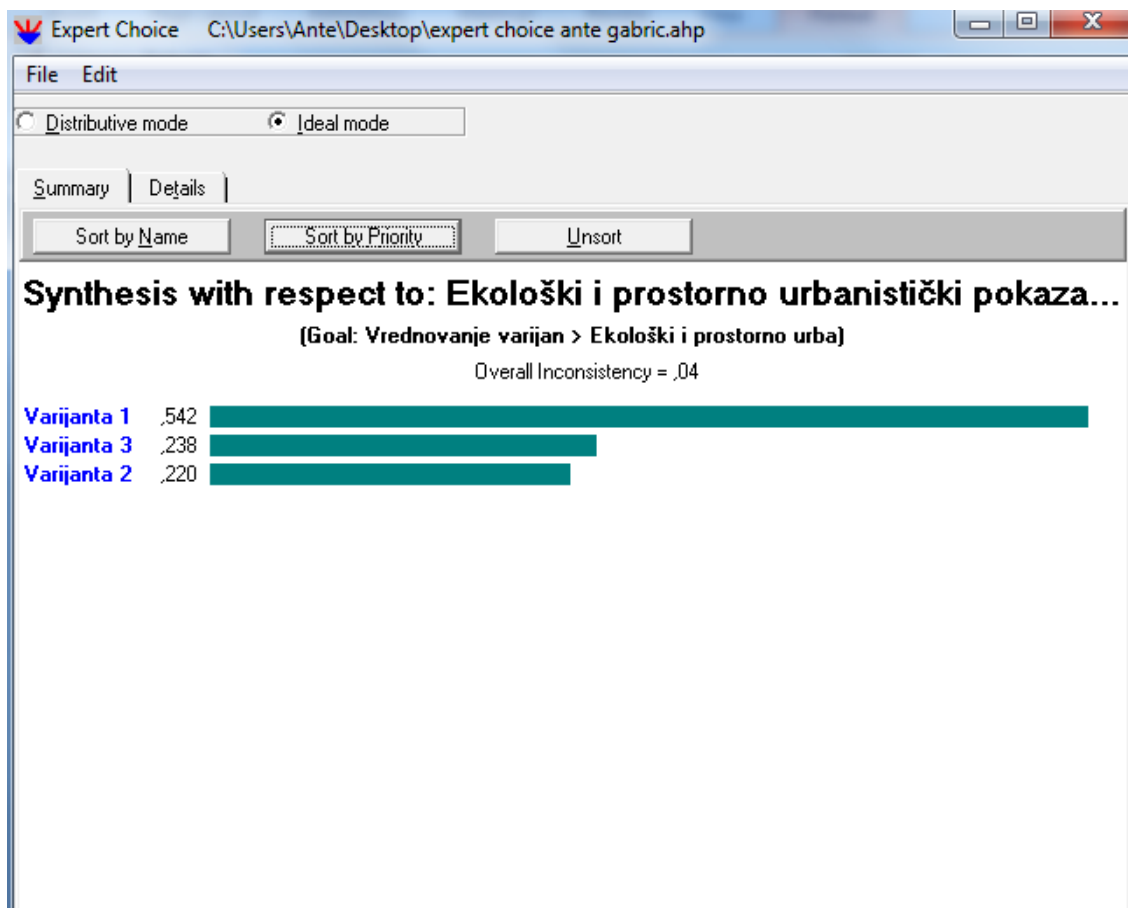 Expert Choice C:\Users\Ante\Desktop\expert choice ante gabric.ahp
File Edit
Distributive mode Ideal mode
Summary Details
Sort by Name Sort by Priority Unsort
Synthesis with respect to: Ekološki i prostorno urbanistički pokaza...
(Goal: Vrednovanje varijan > Ekološki i prostorno urba)
Overall Inconsistency = ,04
Varijanta 1 ,542
Varijanta 3 ,238
Varijanta 2 ,220